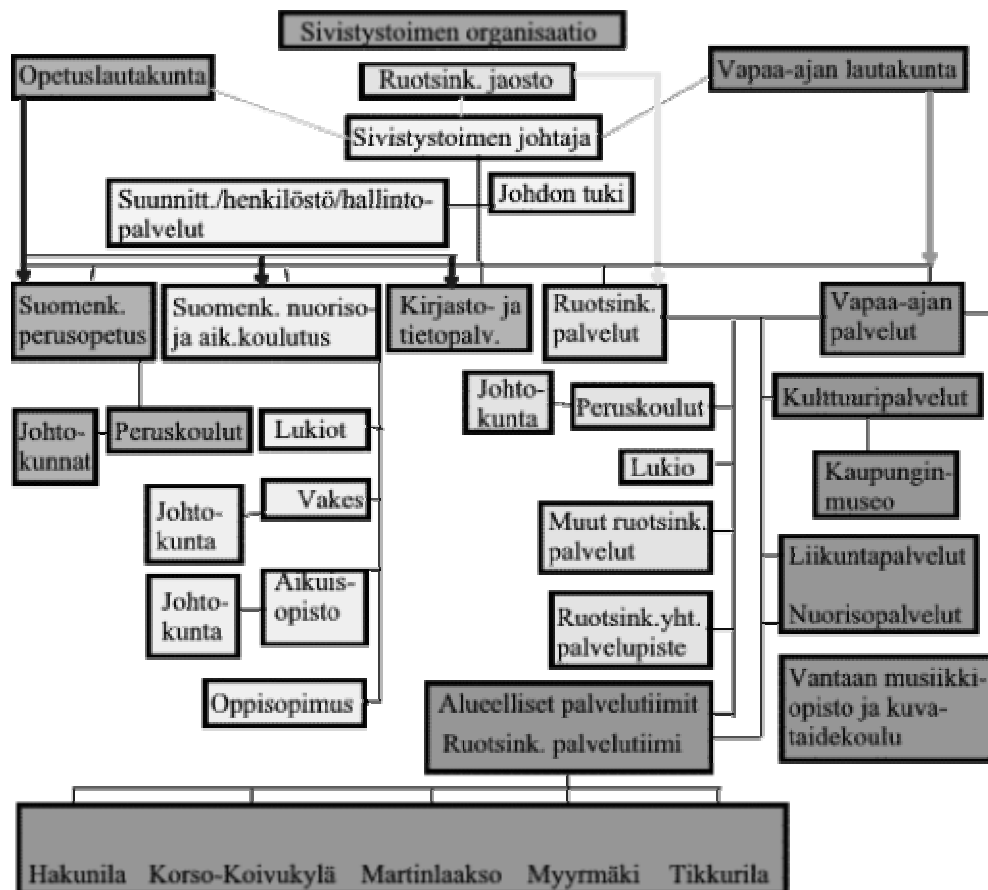 Sivistystoimen organisaatio
Opetuslautakunta
Ruotsink. jaosto
Vapaa-ajan lautakunta
Sivistystoimen johtaja
Suunnitt./henkilöstö/hallinto-
palvelut
Johdon tuki
Suomenk.
perusopetus
Suomenk. nuoriso-
ja aik.koulutus
Kirjasto- ja
tietopalv.
Ruotsink.
palvelut
Vapaa-ajan
palvelut
Johto-
kunnat
Peruskoulut
Lukiot
Johto-
kunta
Vakes
Johto-
kunta
Aikuis-
opisto
Oppisopimus
Johto-
kunta
Peruskoulut
Lukio
Muut ruotsink.
palvelut
Ruotsink.yht.
palvelupiste
Kulttuuripalvelut
Kaupungin-
museo
Liikuntapalvelut
Nuorisopalvelut
Vantaan musiikki-
opisto ja kuva-
taidekoulu
Alueelliset palvelutiimit
Ruotsink. palvelutiimi
Hakunila Korso-Koivukylä Martinlaakso Myyrmäki Tikkurila